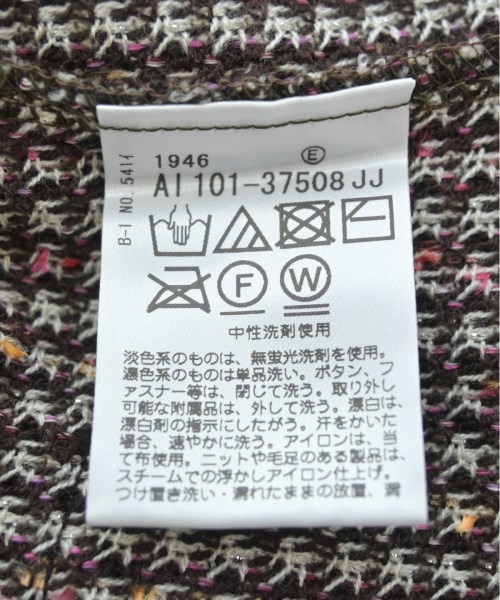 1946 Ⓔ
AI 101-37508 JJ
B-1 NO.
F W
中性洗剤使用
淡色系のものは、無蛍光洗剤を使用。
濃色系のものは単品洗い。ボタン、フ
ァスナー等は、閉じて洗う。取り外し
可能な附属品は、外して洗う。漂白は、
漂白剤の指示にしたがう。汗をかいた
場合、速やかに洗う。アイロンは、当
て布使用。ニットや毛足のある製品は、
スチームでの浮かしアイロン仕上げ。
つけ置き洗い・濡れたままの放置、濡